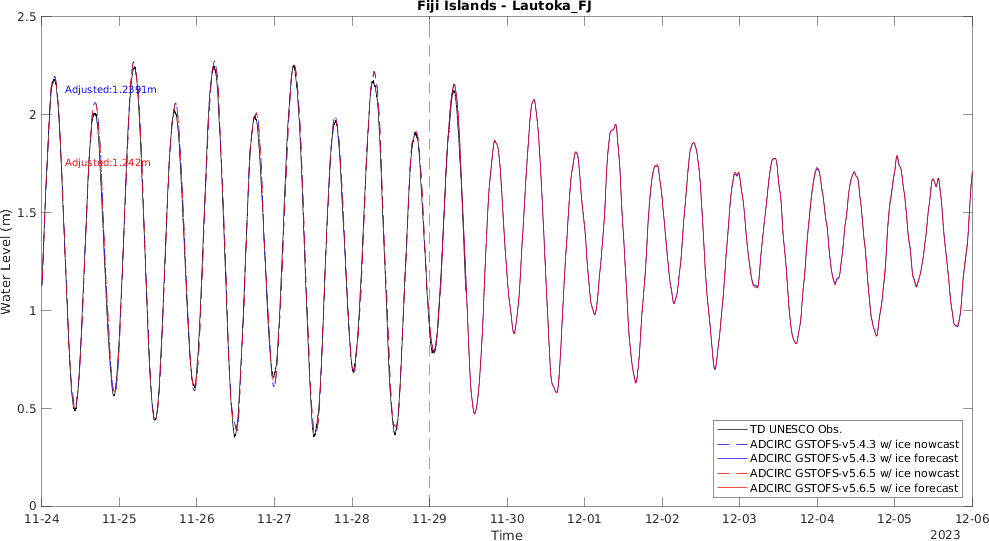 Fiji Islands - Lautoka_FJ
2.5
Adjusted:1.2391m
2
Adjusted:1.242m
1.5
Water Level (m)
1
0.5
TD UNESCO Obs.
ADCIRC GSTOFS-v5.4.3 w/ ice nowcast
ADCIRC GSTOFS-v5.4.3 w/ ice forecast
ADCIRC GSTOFS-v5.6.5 w/ ice nowcast
ADCIRC GSTOFS-v5.6.5 w/ ice forecast
0
11-24 11-25 11-26 11-27 11-28 11-29 11-30 12-01 12-02 12-03 12-04 12-05 12-06
Time
2023